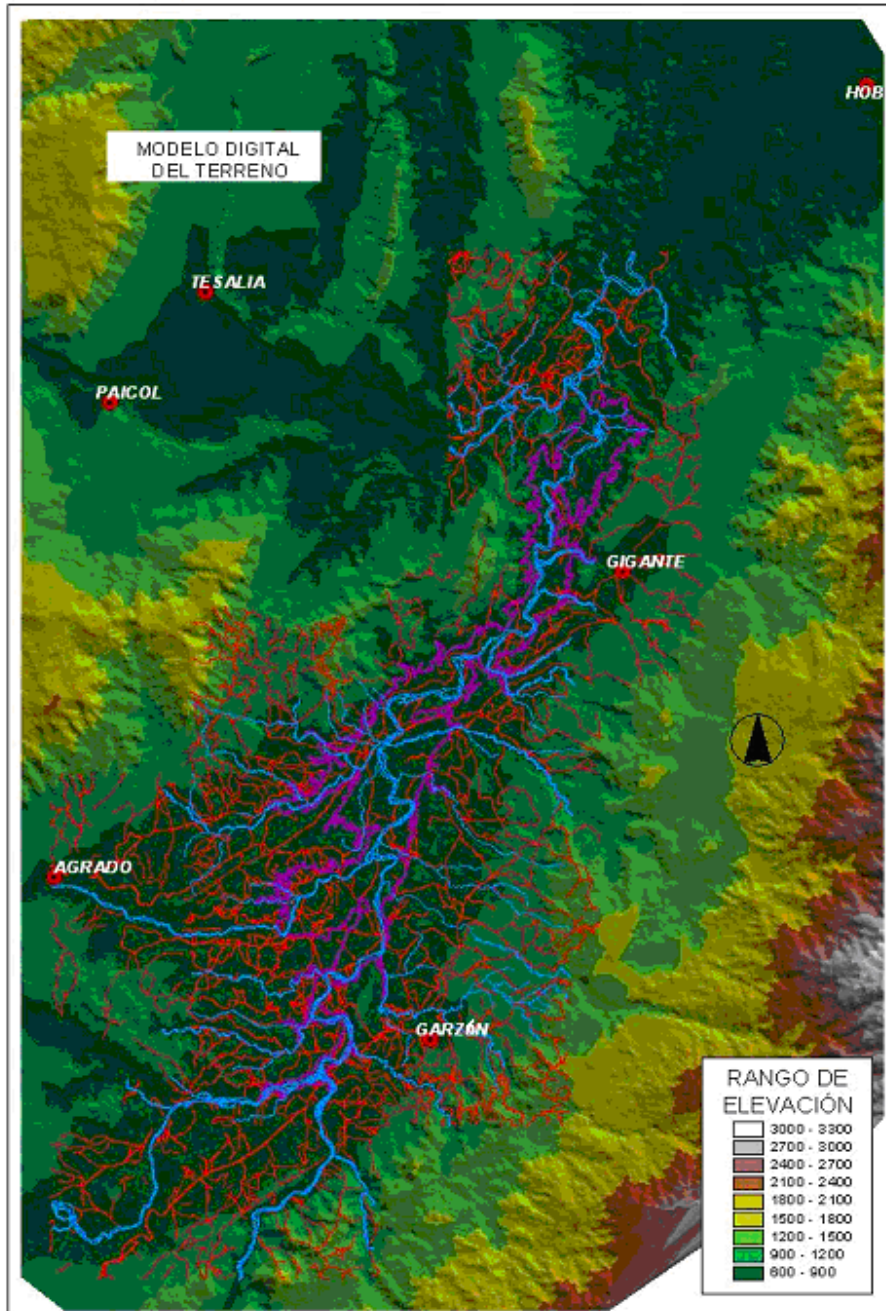 HOB
MODELO DIGITAL
DEL TERRENO
TESALIA
PAICOL
GIGANTE
AGRADO
GARZÓN
RANGO DE
ELEVACIÓN
3000 - 3300
2700 - 3000
2400 - 2700
2100 - 2400
1800 - 2100
1500 - 1800
1200 - 1500
900 - 1200
600 - 900